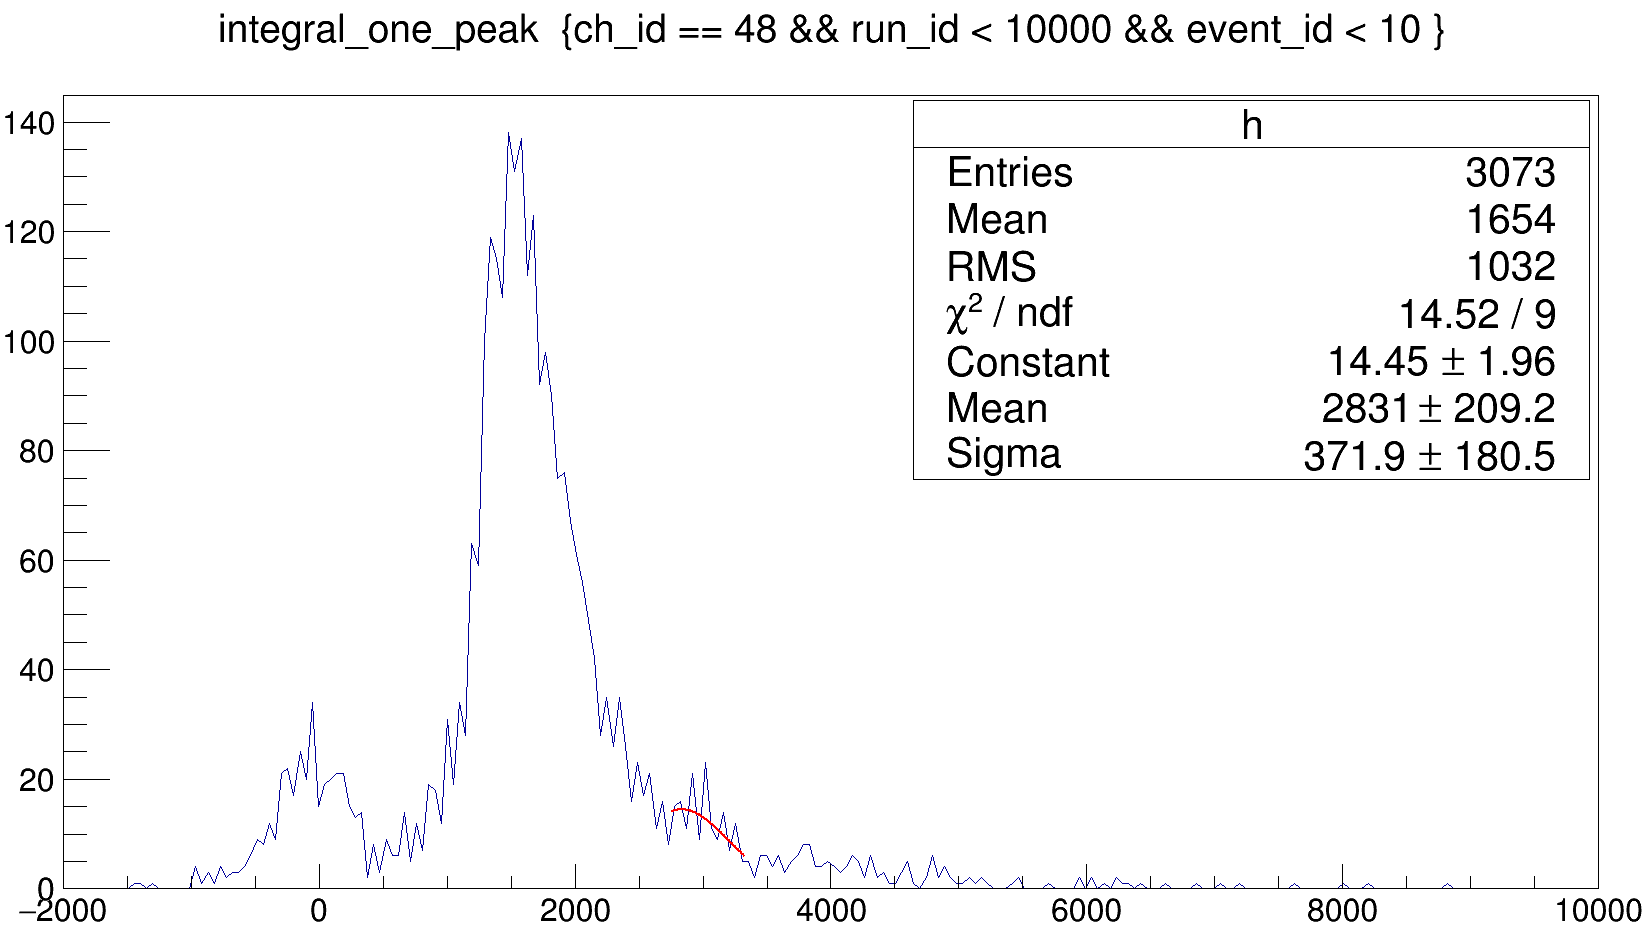 integral_one_peak {ch_id == 48 && run_id < 10000 && event_id < 10 }
h
Entries 3073
Mean 1654
RMS 1032
χ² / ndf 14.52 / 9
Constant 14.45 ± 1.96
Mean 2831 ± 209.2
Sigma 371.9 ± 180.5
140
120
100
80
60
40
20
0
−2000 0 2000 4000 6000 8000 10000